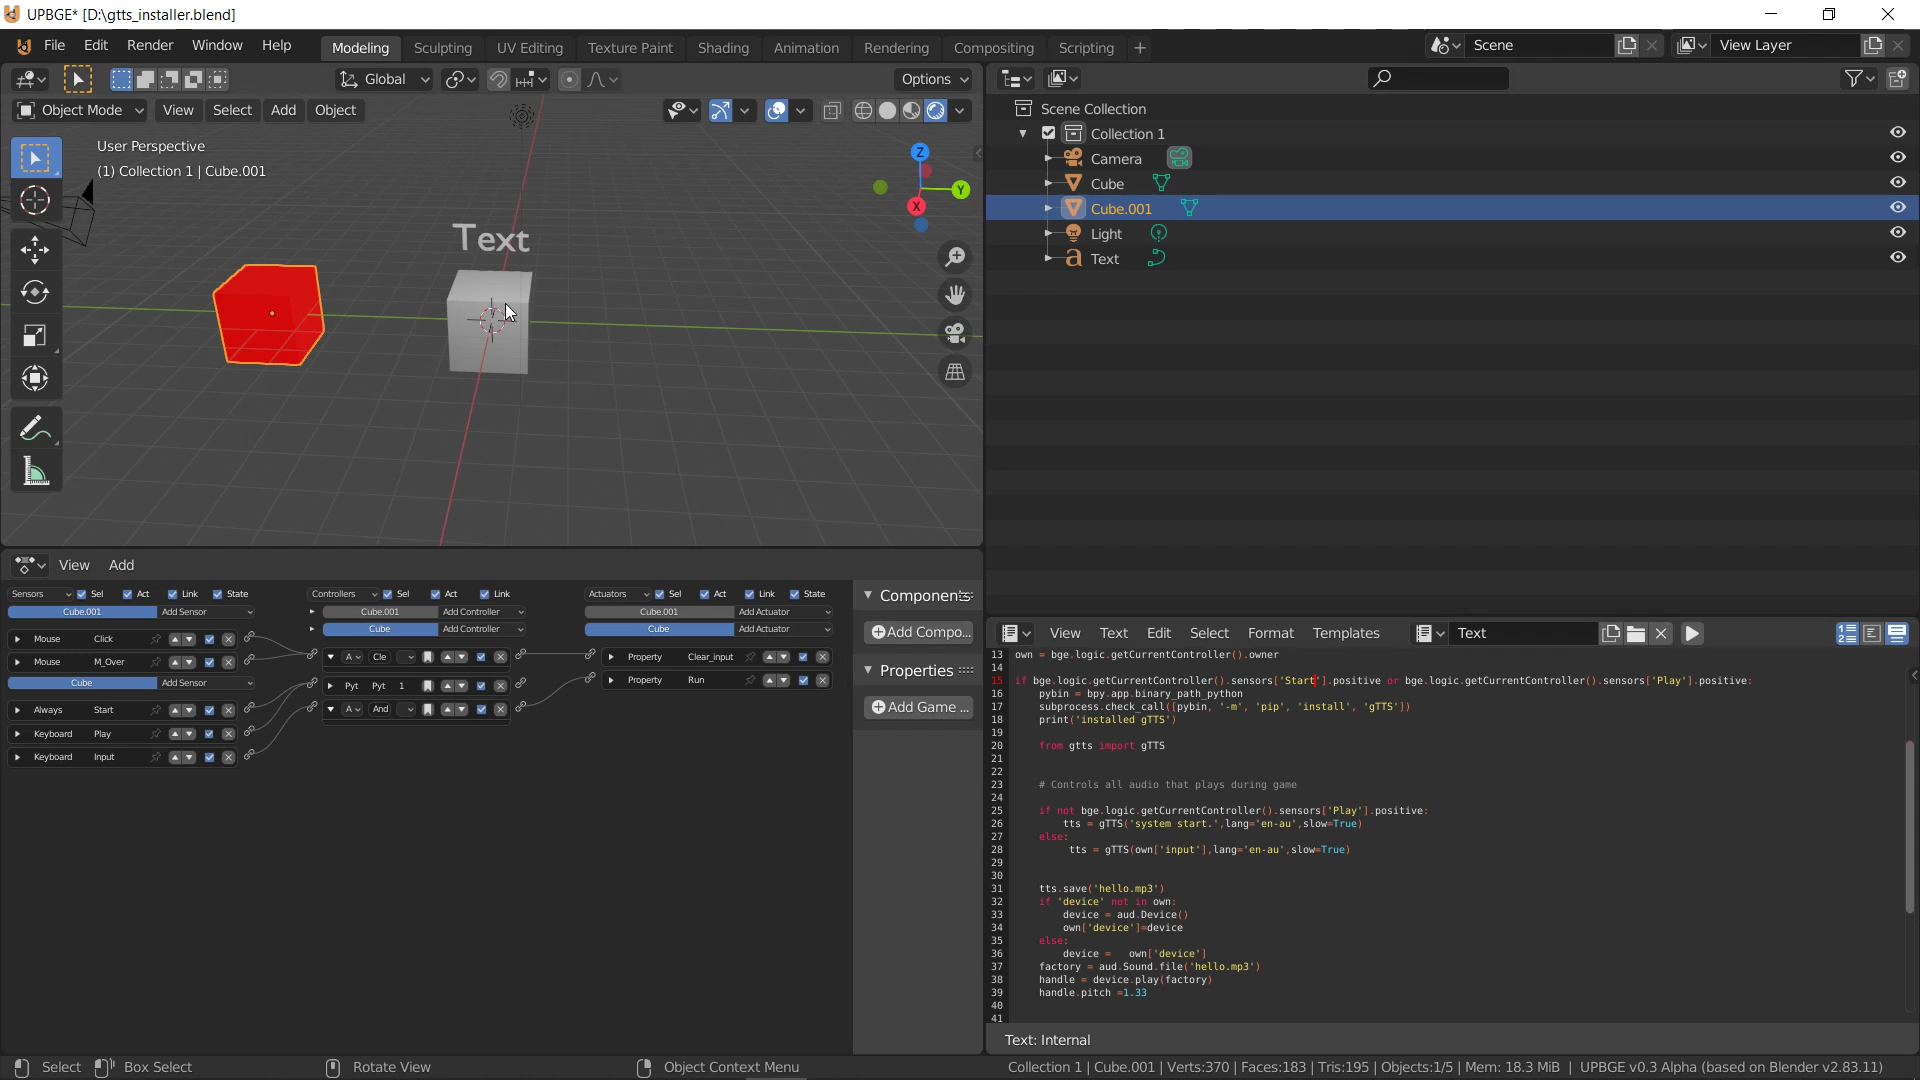 UPBGE* [D:\gtts_installer.blend]
File Edit Render Window Help Modeling Sculpting UV Editing Texture Paint Shading Animation Rendering Compositing Scripting + Scene View Layer
Global Options
Object Mode View Select Add Object
User Perspective
(1) Collection 1 | Cube.001
Text
Z
Y
X
Scene Collection
Collection 1
Camera
Cube
Cube.001
Light
Text
View Add
Sensors Sel Act Link State Controllers Sel Act Link Actuators Sel Act Link State
Cube.001 Add Sensor Cube.001 Add Controller Cube.001 Add Actuator
Cube Add Controller Cube Add Actuator
Mouse Click A Cle Property Clear_input
Mouse M_Over
Cube Add Sensor Pyt Pyt 1 Property Run
Always Start A And
Keyboard Play
Keyboard Input
Components
Add Compo...
Properties
Add Game ...
View Text Edit Select Format Templates Text
13 own = bge.logic.getCurrentController().owner
14
15 if bge.logic.getCurrentController().sensors['Start'].positive or bge.logic.getCurrentController().sensors['Play'].positive:
16 pybin = bpy.app.binary_path_python
17 subprocess.check_call([pybin, '-m', 'pip', 'install', 'gTTS'])
18 print('installed gTTS')
19
20 from gtts import gTTS
21
22
23 # Controls all audio that plays during game
24
25 if not bge.logic.getCurrentController().sensors['Play'].positive:
26 tts = gTTS('system start.',lang='en-au',slow=True)
27 else:
28 tts = gTTS(own['input'],lang='en-au',slow=True)
29
30
31 tts.save('hello.mp3')
32 if 'device' not in own:
33 device = aud.Device()
34 own['device']=device
35 else:
36 device = own['device']
37 factory = aud.Sound.file('hello.mp3')
38 handle = device.play(factory)
39 handle.pitch =1.33
40
41
Text: Internal
Select Box Select Rotate View Object Context Menu Collection 1 | Cube.001 | Verts:370 | Faces:183 | Tris:195 | Objects:1/5 | Mem: 18.3 MiB | UPBGE v0.3 Alpha (based on Blender v2.83.11)